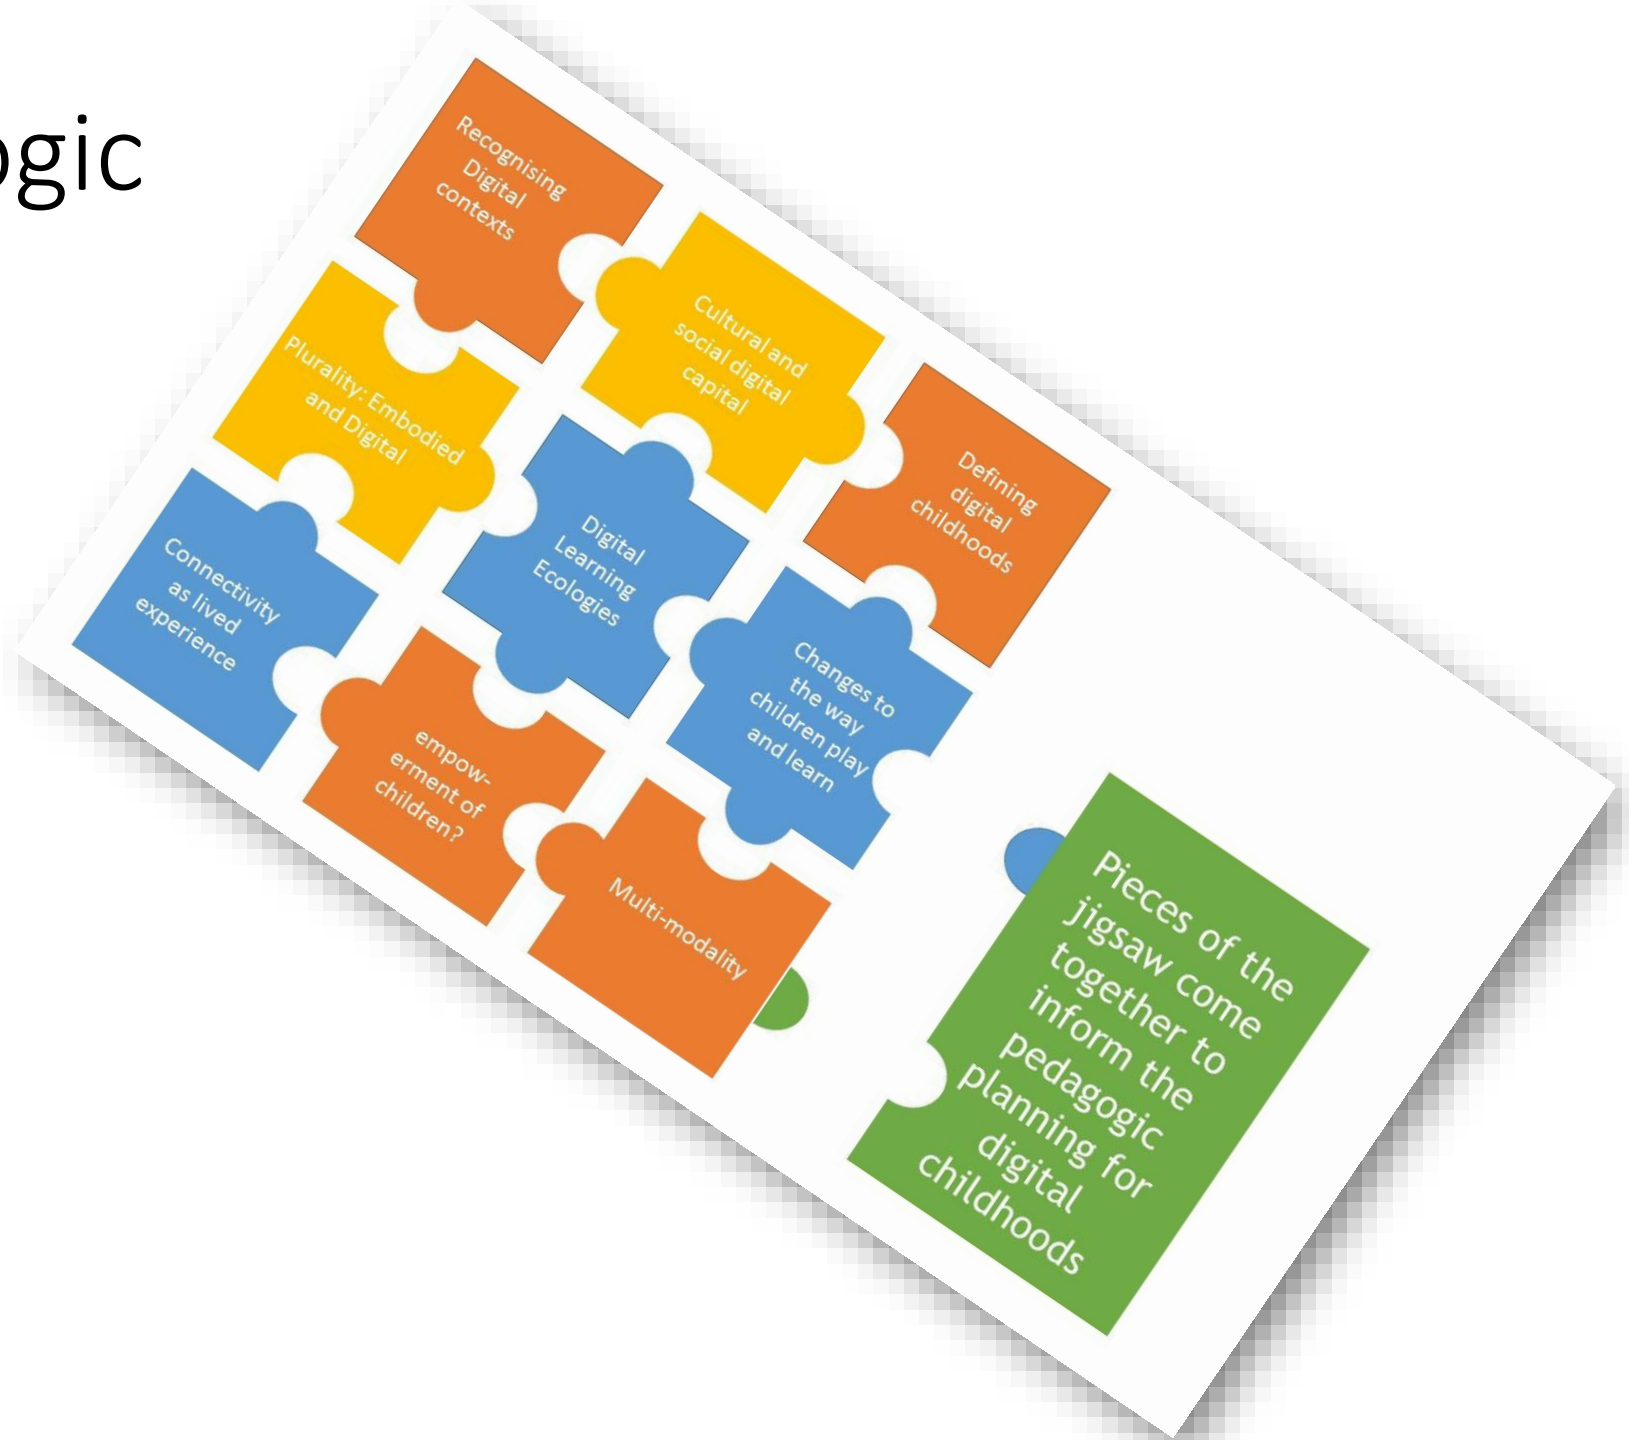 ogic
Recognising
Digital
contexts
Cultural and
social digital
capital
Defining
digital
childhoods
Plurality: Embodied
and Digital
Digital
Learning
Ecologies
Changes to
the way
children play
and learn
Connectivity
as lived
experience
empow-
erment of
children?
Multi-modality
Pieces of the
jigsaw come
together to
inform the
pedagogic
planning for
digital
childhoods